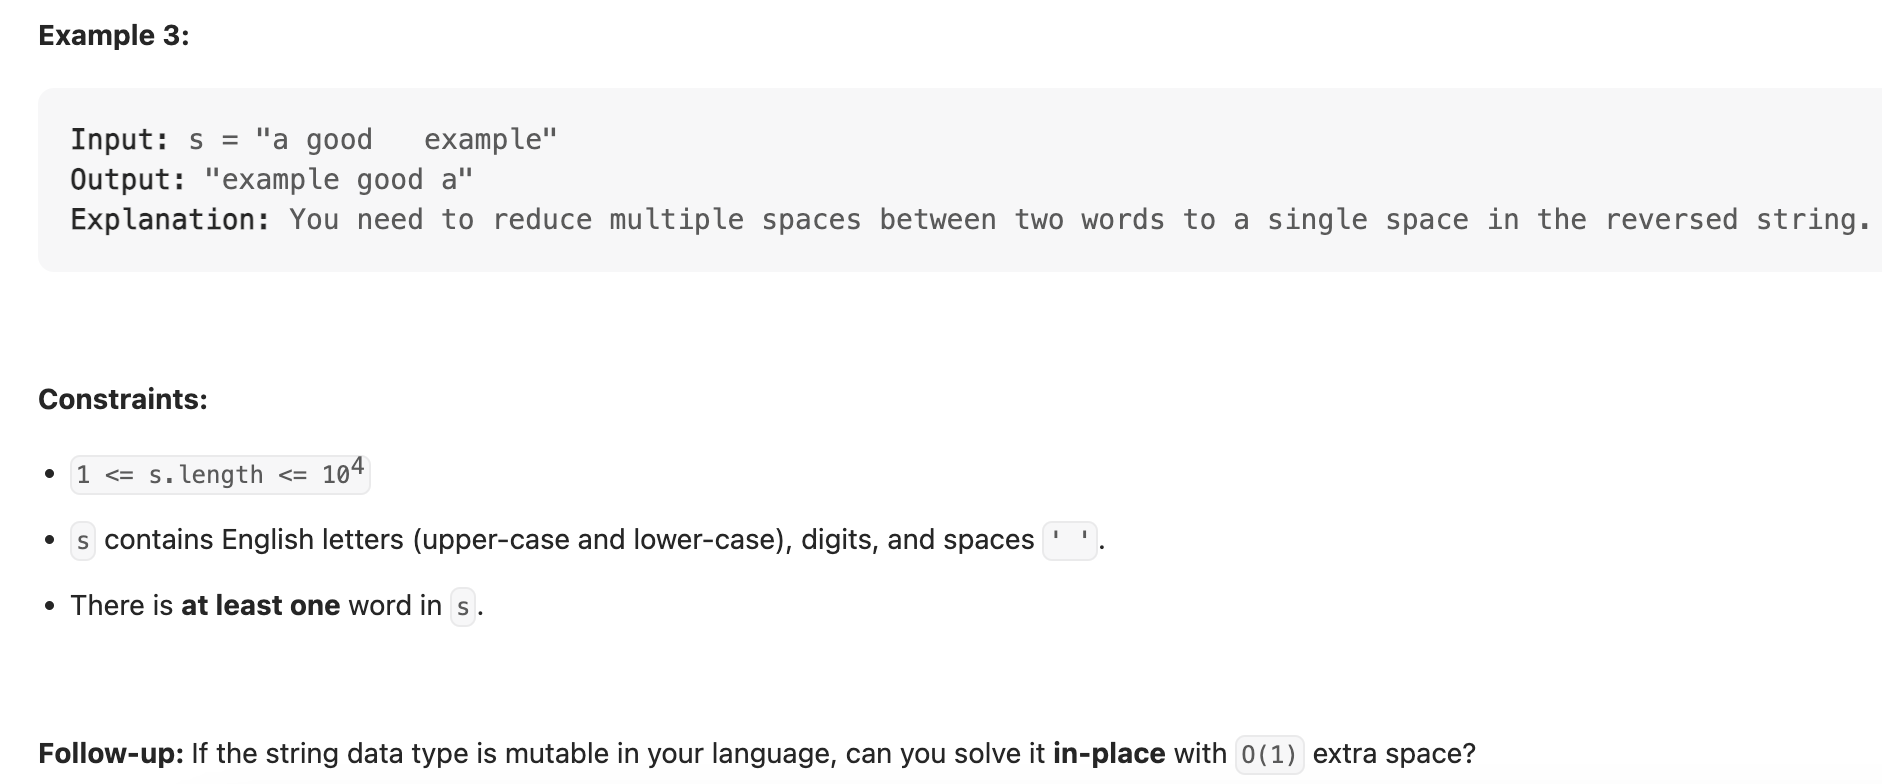 Example 3:
Input: s = "a good   example"
Output: "example good a"
Explanation: You need to reduce multiple spaces between two words to a single space in the reversed string.
Constraints:
• 1 <= s.length <= 10⁴
• s contains English letters (upper-case and lower-case), digits, and spaces ' '.
• There is at least one word in s.
Follow-up: If the string data type is mutable in your language, can you solve it in-place with O(1) extra space?